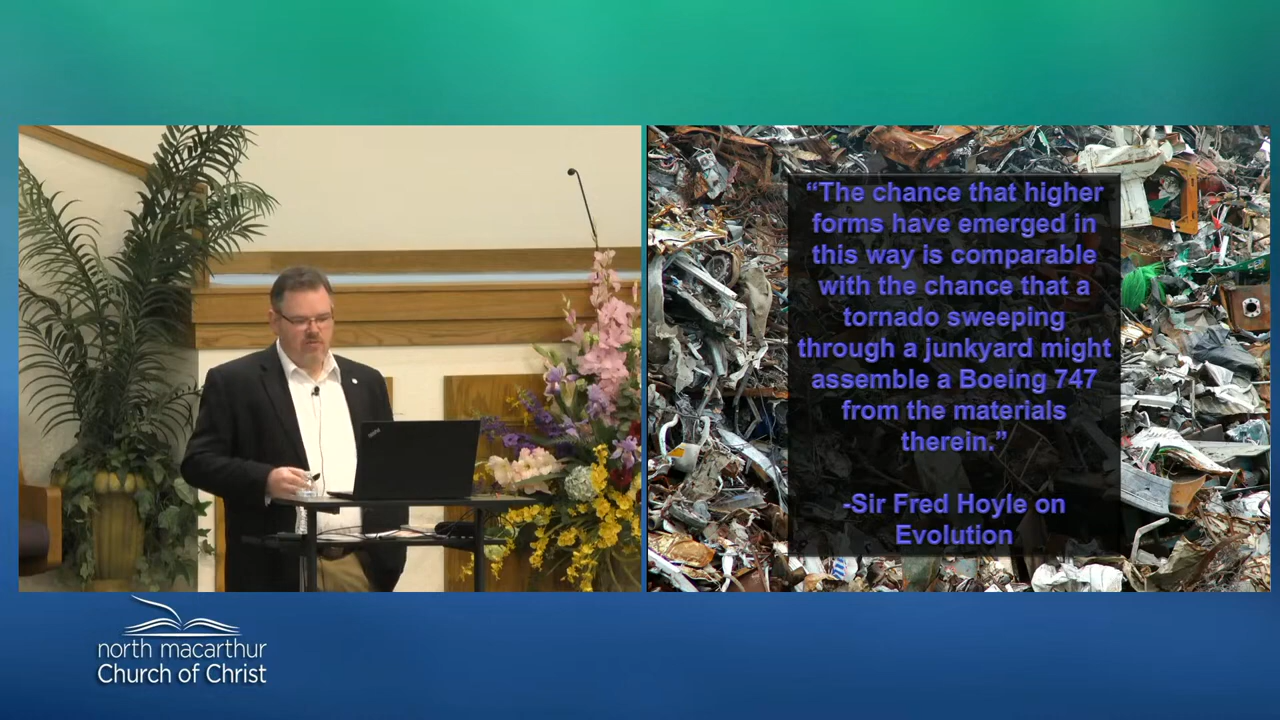 “The chance that higher
forms have emerged in
this way is comparable
with the chance that a
tornado sweeping
through a junkyard might
assemble a Boeing 747
from the materials
therein.”
-Sir Fred Hoyle on
Evolution
north macarthur
Church of Christ